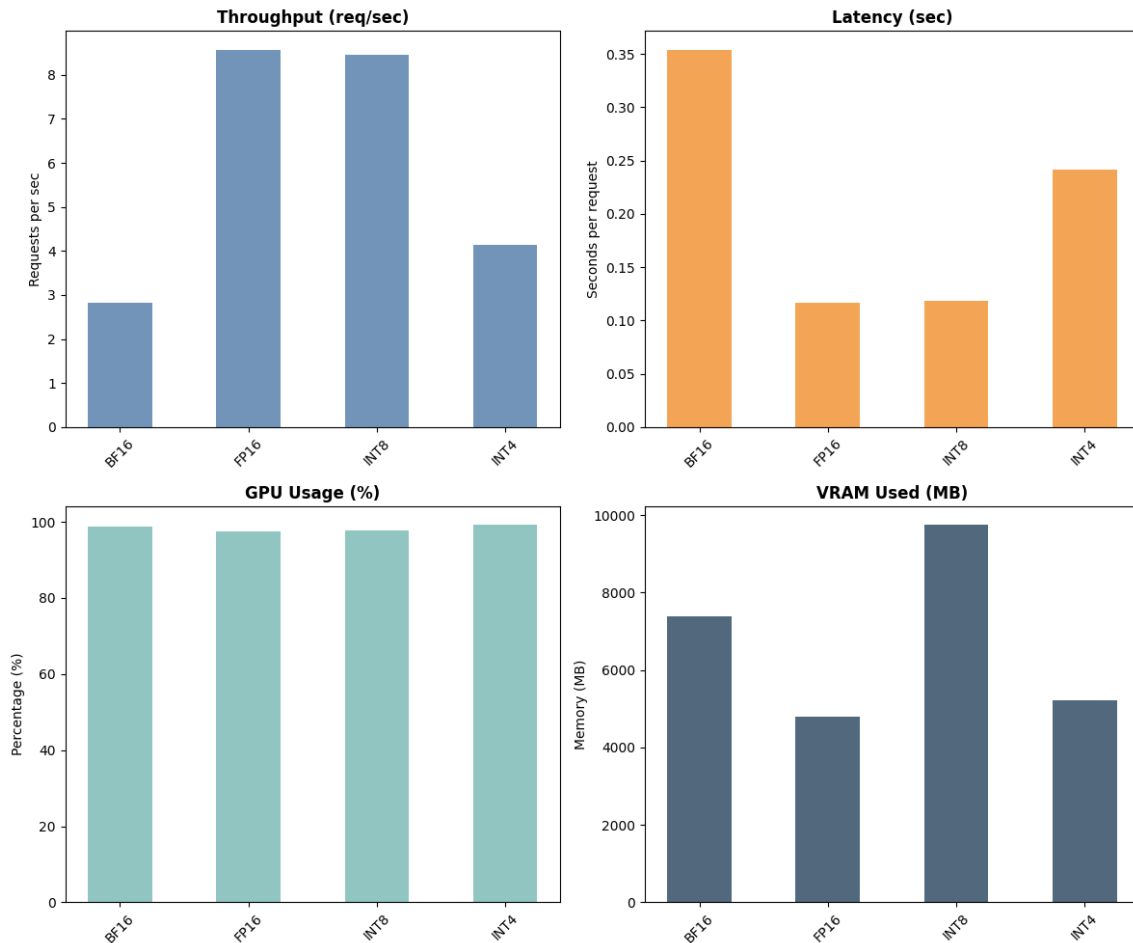 Throughput (req/sec)
Requests per sec
8
7
6
5
4
3
2
1
0
BF16
FP16
INT8
INT4
Latency (sec)
Seconds per request
0.35
0.30
0.25
0.20
0.15
0.10
0.05
0.00
BF16
FP16
INT8
INT4
GPU Usage (%)
Percentage (%)
100
80
60
40
20
0
BF16
FP16
INT8
INT4
VRAM Used (MB)
Memory (MB)
10000
8000
6000
4000
2000
0
BF16
FP16
INT8
INT4